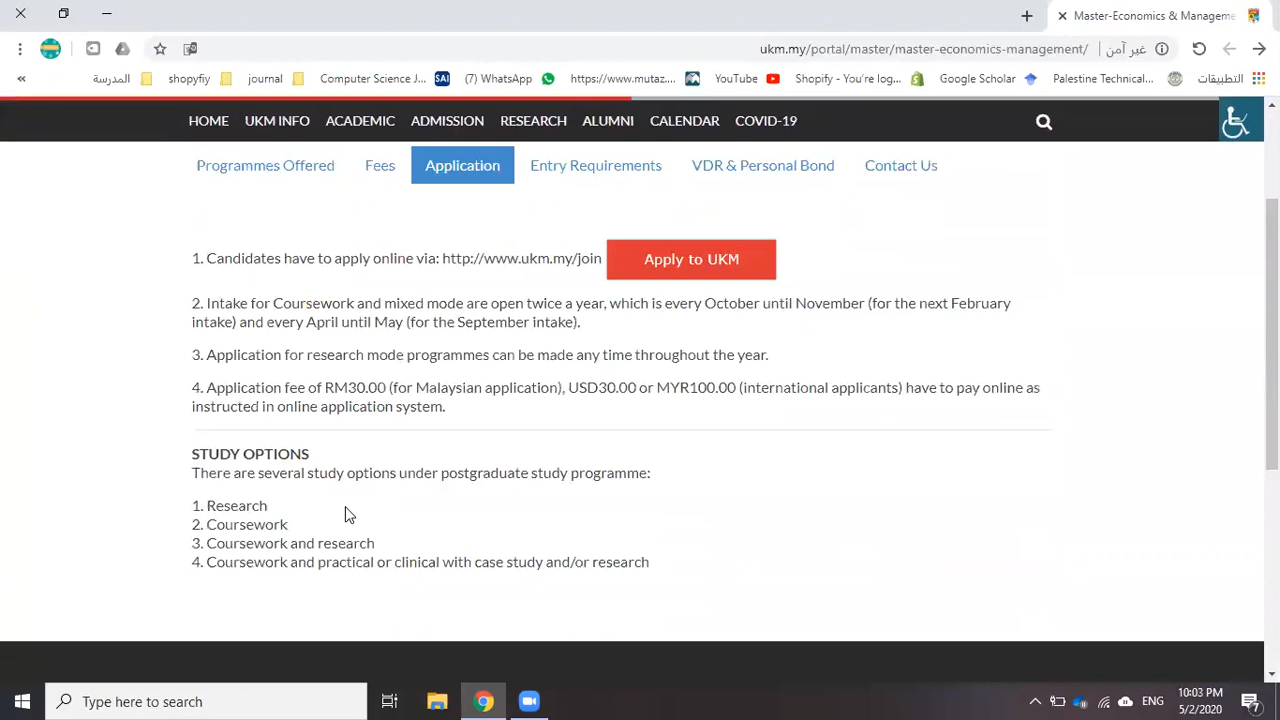 Master-Economics & Manageme
ukm.my/portal/master/master-economics-management/ غير آمن
المدرسة shopyfiy journal Computer Science J... SAI (7) WhatsApp https://www.mutaz.... YouTube Shopify - You're log... Google Scholar Palestine Technical... التطبيقات
HOME UKM INFO ACADEMIC ADMISSION RESEARCH ALUMNI CALENDAR COVID-19
Programmes Offered Fees Application Entry Requirements VDR & Personal Bond Contact Us
1. Candidates have to apply online via: http://www.ukm.my/join Apply to UKM
2. Intake for Coursework and mixed mode are open twice a year, which is every October until November (for the next February
intake) and every April until May (for the September intake).
3. Application for research mode programmes can be made any time throughout the year.
4. Application fee of RM30.00 (for Malaysian application), USD30.00 or MYR100.00 (international applicants) have to pay online as
instructed in online application system.
STUDY OPTIONS
There are several study options under postgraduate study programme:
1. Research
2. Coursework
3. Coursework and research
4. Coursework and practical or clinical with case study and/or research
Type here to search
ENG
10:03 PM
5/2/2020
7